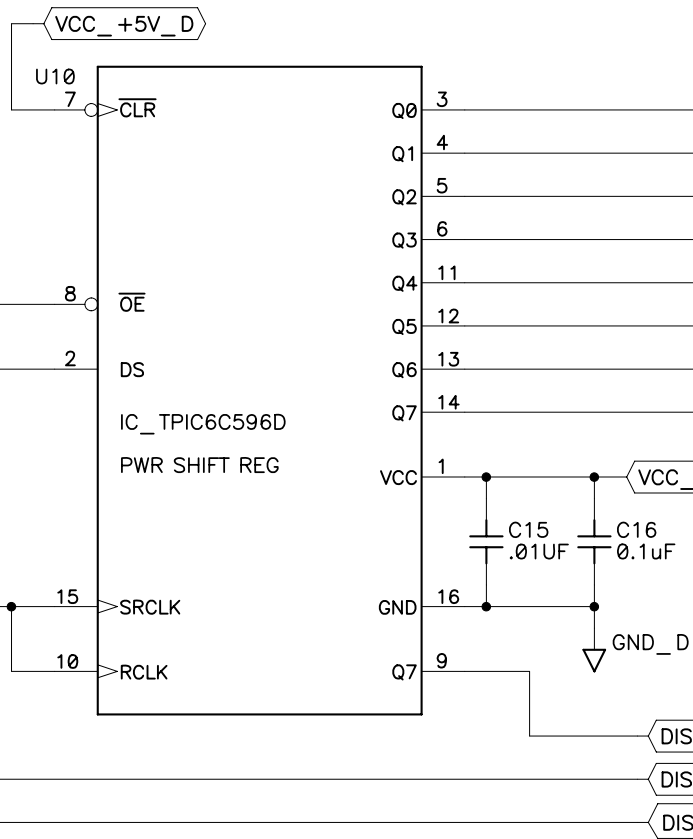 VCC_+5V_D
U10
7 CLR Q0 3
Q1 4
Q2 5
Q3 6
8 OE Q4 11
Q5 12
2 DS Q6 13
Q7 14
IC_TPIC6C596D
PWR SHIFT REG
VCC 1 VCC_
C15 C16
.01UF 0.1uF
15 SRCLK GND 16
GND_D
10 RCLK Q7 9
DIS
DIS
DIS